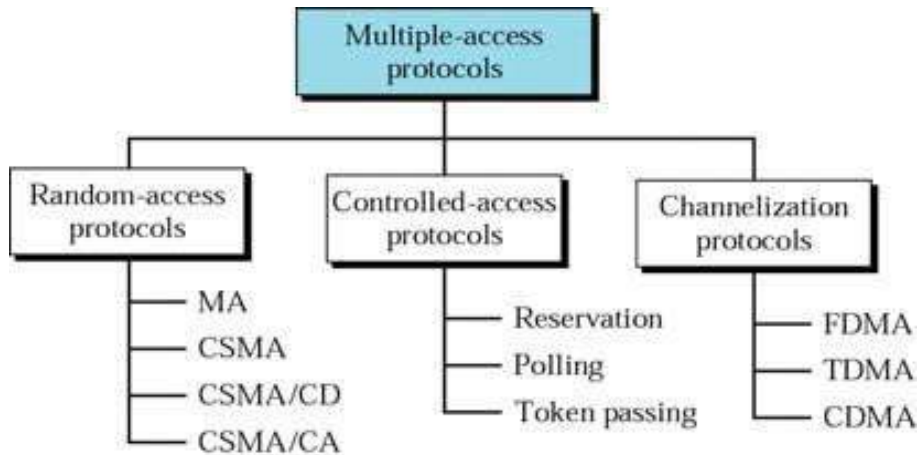 Multiple-access
protocols
Random-access
protocols
MA
CSMA
CSMA/CD
CSMA/CA
Controlled-access
protocols
Reservation
Polling
Token passing
Channelization
protocols
FDMA
TDMA
CDMA